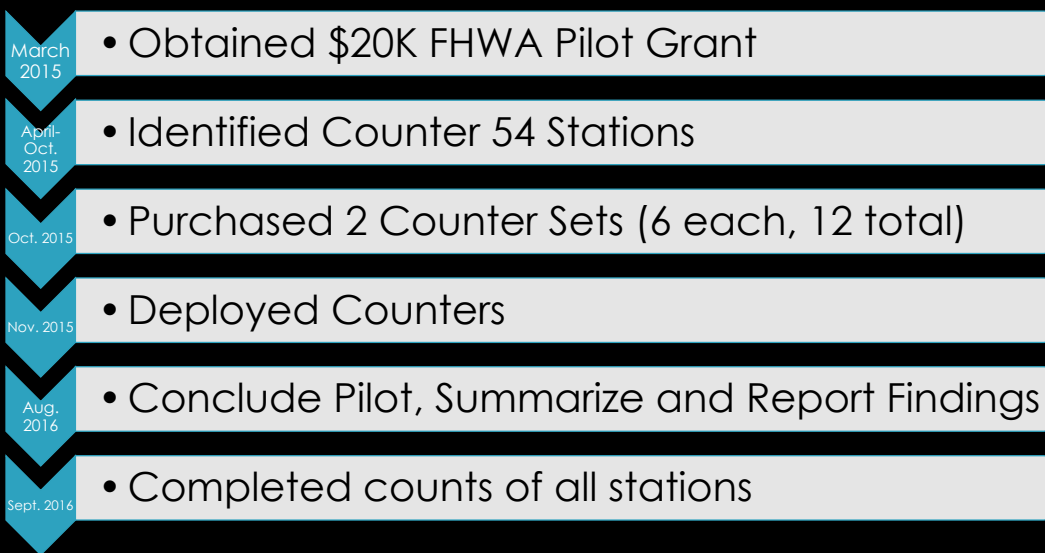 March
2015
• Obtained $20K FHWA Pilot Grant
April-
Oct.
2015
• Identified Counter 54 Stations
Oct. 2015
• Purchased 2 Counter Sets (6 each, 12 total)
Nov. 2015
• Deployed Counters
Aug.
2016
• Conclude Pilot, Summarize and Report Findings
Sept. 2016
• Completed counts of all stations